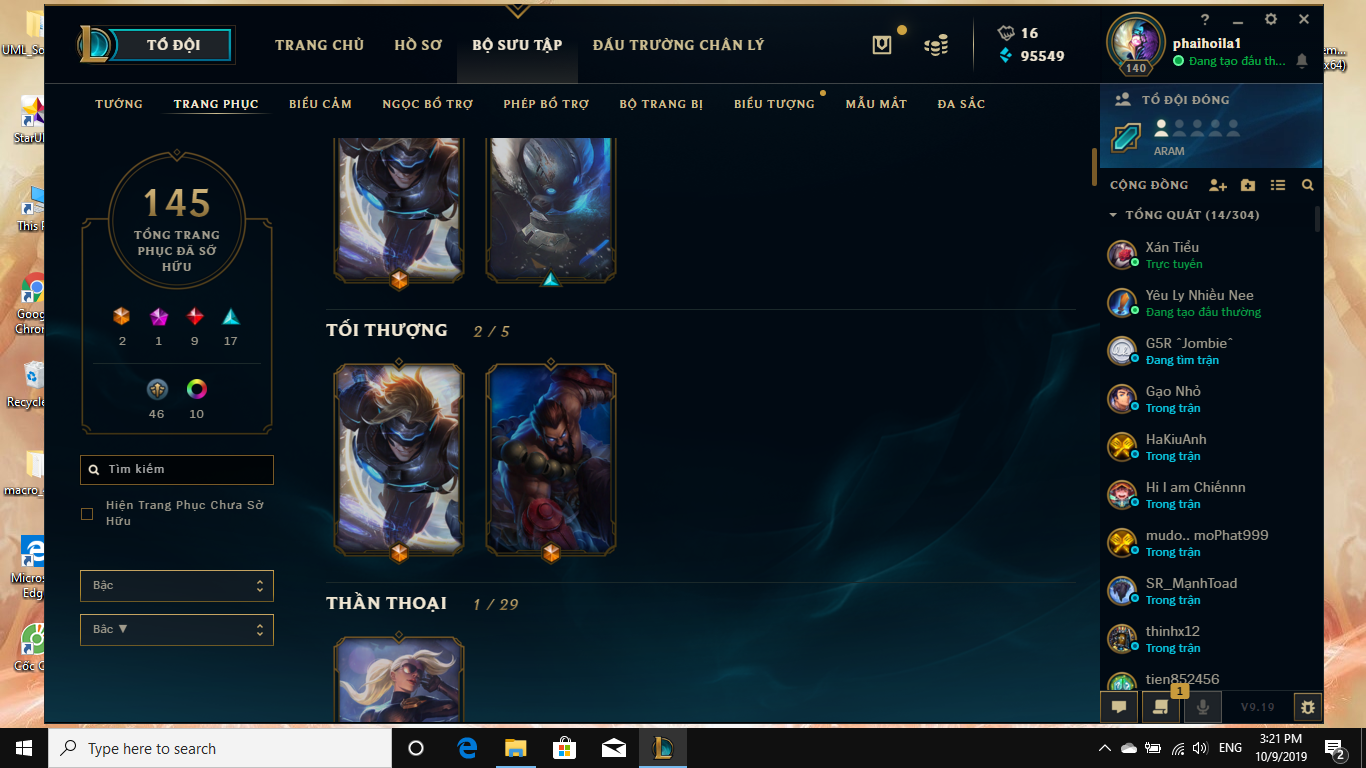 TỔ ĐỘI
TRANG CHỦ
HỒ SƠ
BỘ SƯU TẬP
ĐẤU TRƯỜNG CHÂN LÝ
16
95549
140
phaihoila1
Đang tạo đấu th...
TƯỚNG
TRANG PHỤC
BIỂU CẢM
NGỌC BỔ TRỢ
PHÉP BỔ TRỢ
BỘ TRANG BỊ
BIỂU TƯỢNG
MẪU MẮT
ĐA SẮC
TỔ ĐỘI ĐÓNG
ARAM
CỘNG ĐỒNG
TỔNG QUÁT (14/304)
Xán Tiểu
Trực tuyến
Yêu Ly Nhiều Nee
Đang tạo đấu thường
G5R ˆJombieˆ
Đang tìm trận
Gạo Nhỏ
Trong trận
HaKiuAnh
Trong trận
Hi I am Chiếnnn
Trong trận
mudo.. moPhat999
Trong trận
SR_ManhToad
Trong trận
thinhx12
Trong trận
tien852456
1
V9.19
145
TỔNG TRANG
PHỤC ĐÃ SỞ
HỮU
2
1
9
17
46
10
Tìm kiếm
Hiện Trang Phục Chưa Sở
Hữu
Bậc
Bậc ▼
TỐI THƯỢNG
2 / 5
THẦN THOẠI
1 / 29
StarU
This P
Goog
Chron
Recycle
macro_
Micros
Edg
Cốc C
Type here to search
ENG
3:21 PM
10/9/2019
2